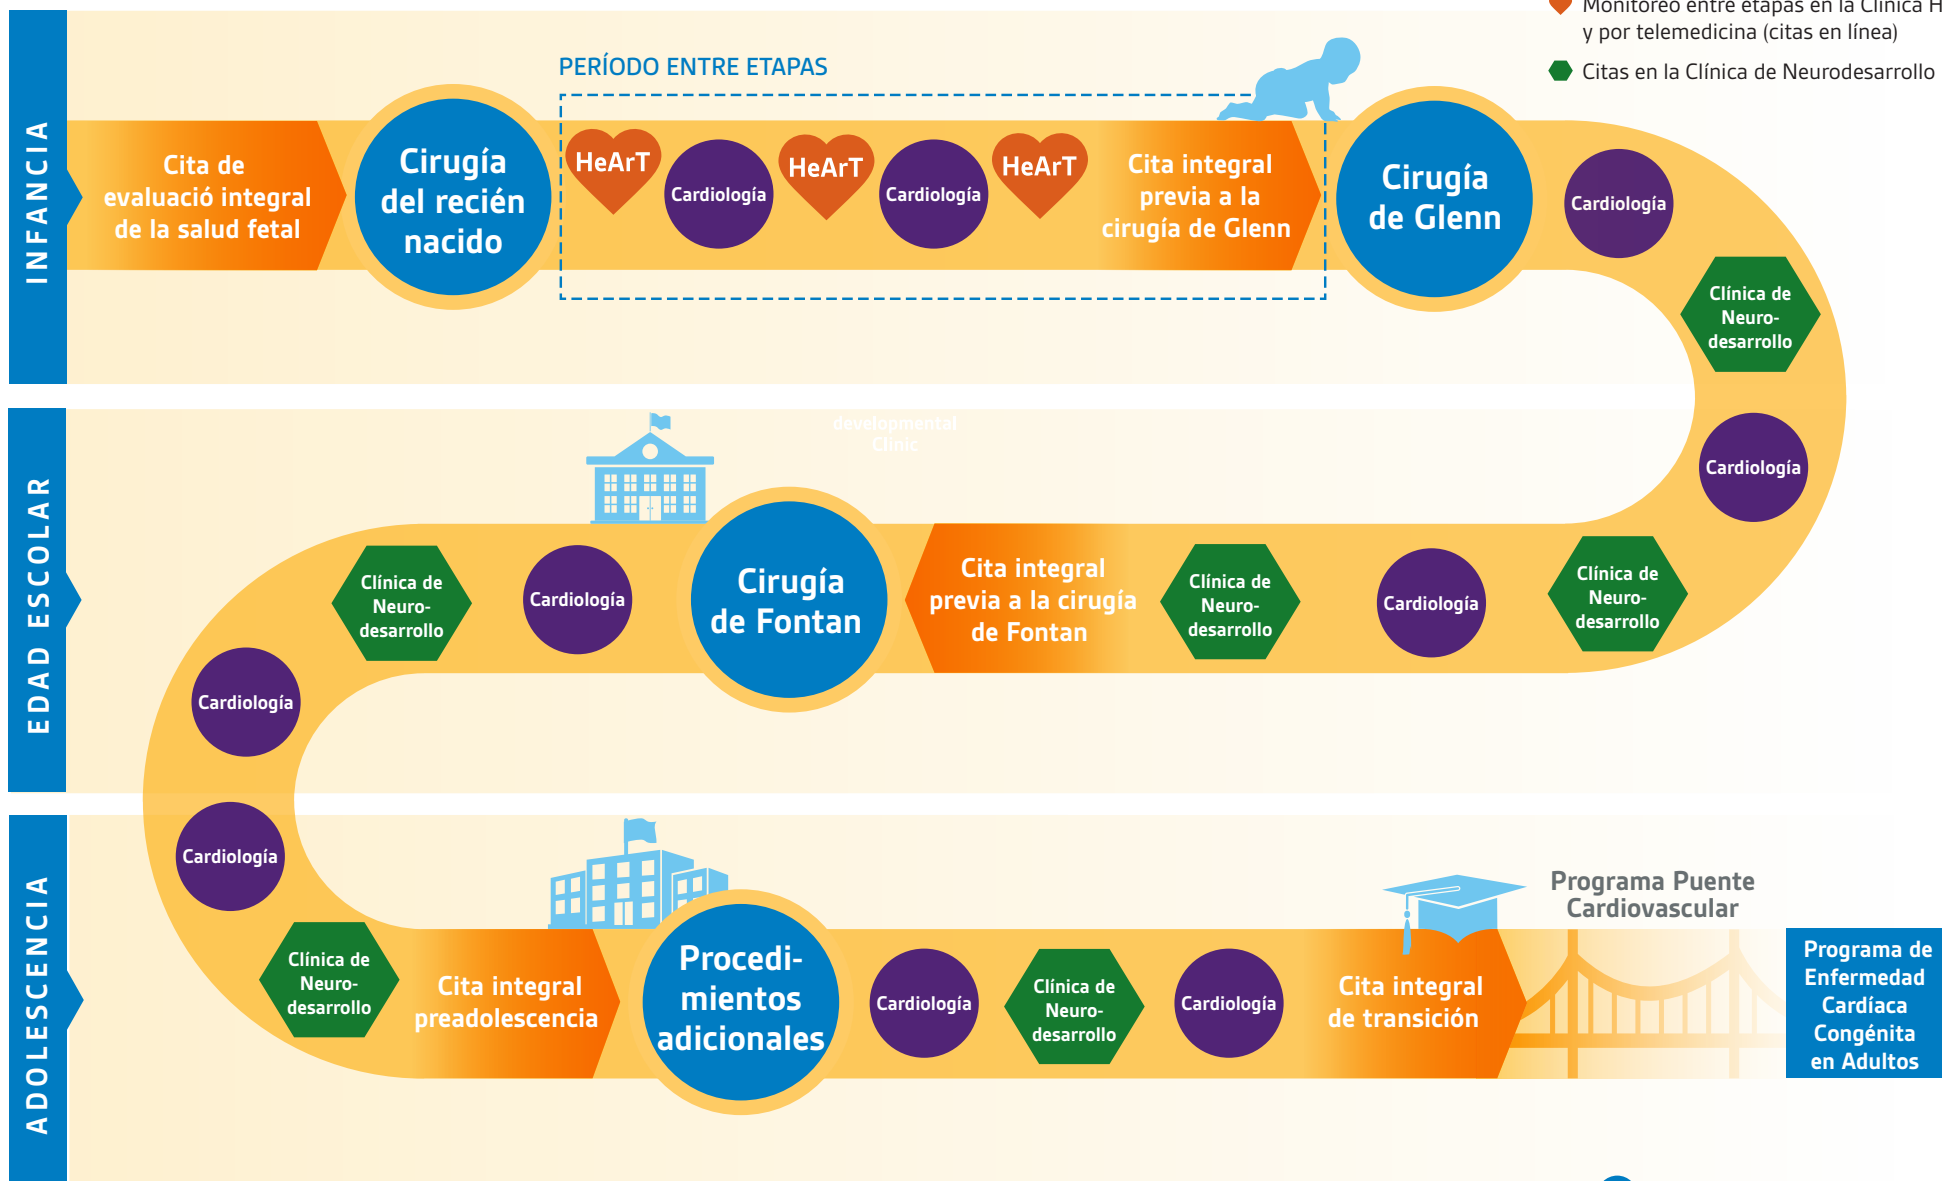 Monitoreo entre etapas en la Clínica H
y por telemedicina (citas en línea)
Citas en la Clínica de Neurodesarrollo
INFANCIA
PERÍODO ENTRE ETAPAS
Cita de
evaluació integral
de la salud fetal
Cirugía
del recién
nacido
HeArT
Cardiología
HeArT
Cardiología
HeArT
Cita integral
previa a la
cirugía de Glenn
Cirugía
de Glenn
Cardiología
Clínica de
Neuro-
desarrollo
Cardiología
EDAD ESCOLAR
developmental
Clinic
Clínica de
Neuro-
desarrollo
Cardiología
Clínica de
Neuro-
desarrollo
Cita integral
previa a la cirugía
de Fontan
Cirugía
de Fontan
Cardiología
Clínica de
Neuro-
desarrollo
Cardiología
ADOLESCENCIA
Cardiología
Clínica de
Neuro-
desarrollo
Cita integral
preadolescencia
Procedi-
mientos
adicionales
Cardiología
Clínica de
Neuro-
desarrollo
Cardiología
Cita integral
de transición
Programa Puente
Cardiovascular
Programa de
Enfermedad
Cardíaca
Congénita
en Adultos